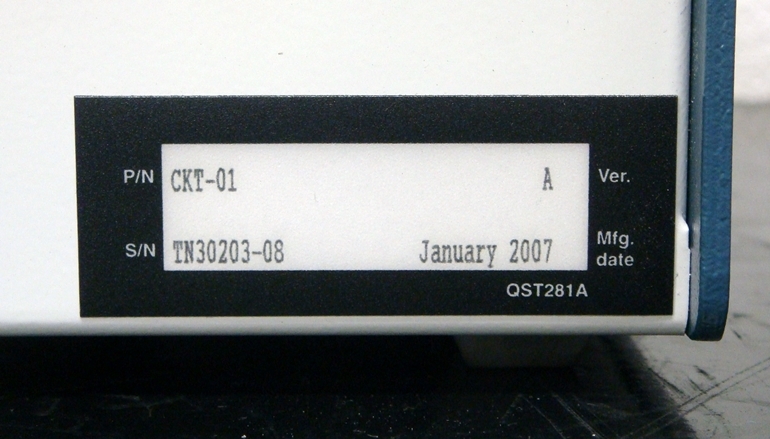 P/N CKT-01 A Ver.
S/N TN30203-08 January 2007 Mfg. date
QST281A